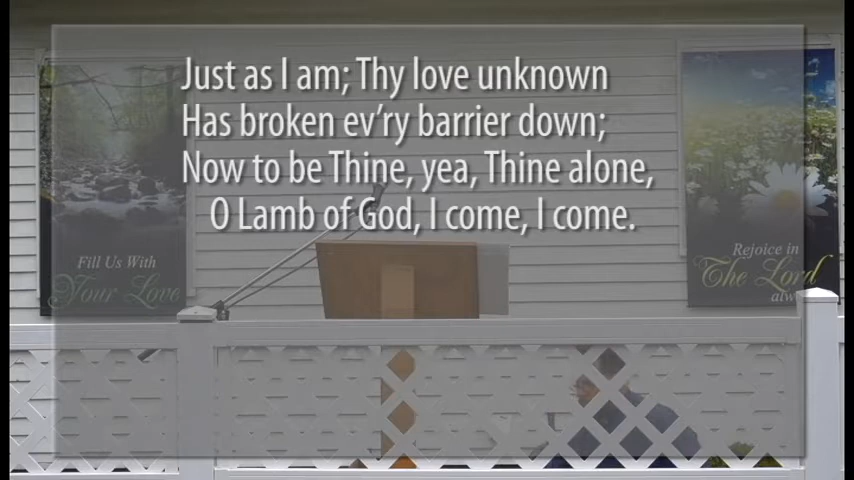 Just as I am; Thy love unknown
Has broken ev'ry barrier down;
Now to be Thine, yea, Thine alone,
O Lamb of God, I come, I come.
Fill Us With
Your Love
Rejoice in
The Lord